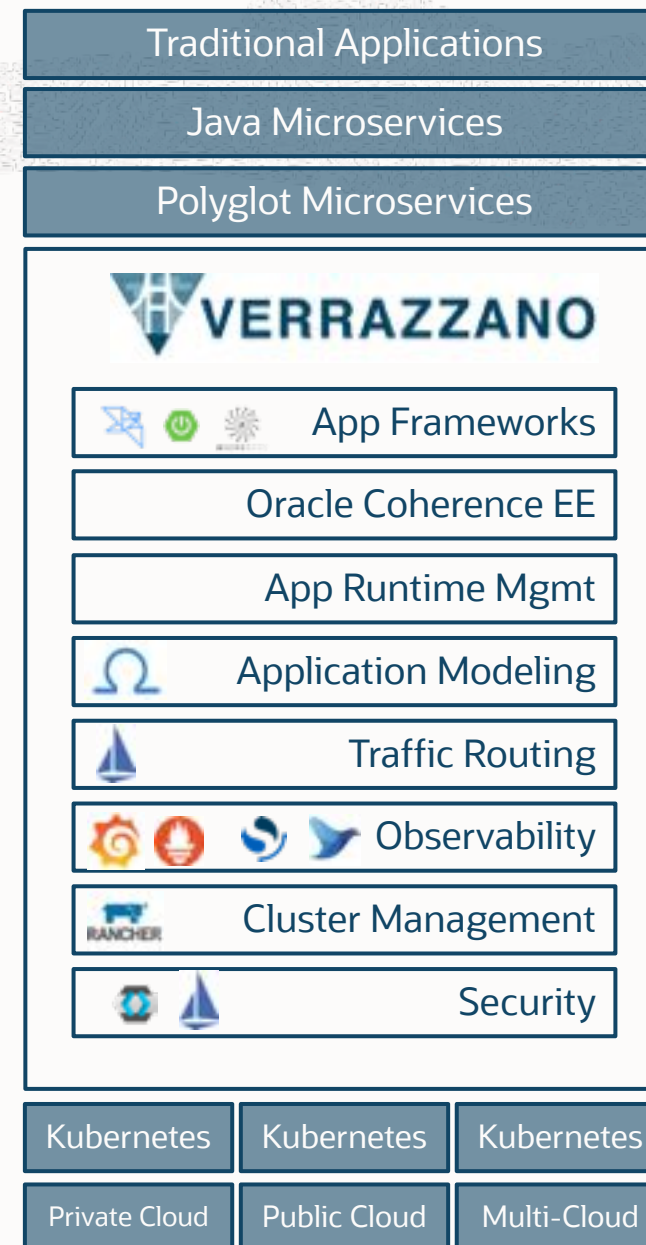 Traditional Applications
Java Microservices
Polyglot Microservices
VERRAZZANO
App Frameworks
Oracle Coherence EE
App Runtime Mgmt
Application Modeling
Traffic Routing
Observability
RANCHER Cluster Management
Security
Kubernetes Kubernetes Kubernetes
Private Cloud Public Cloud Multi-Cloud